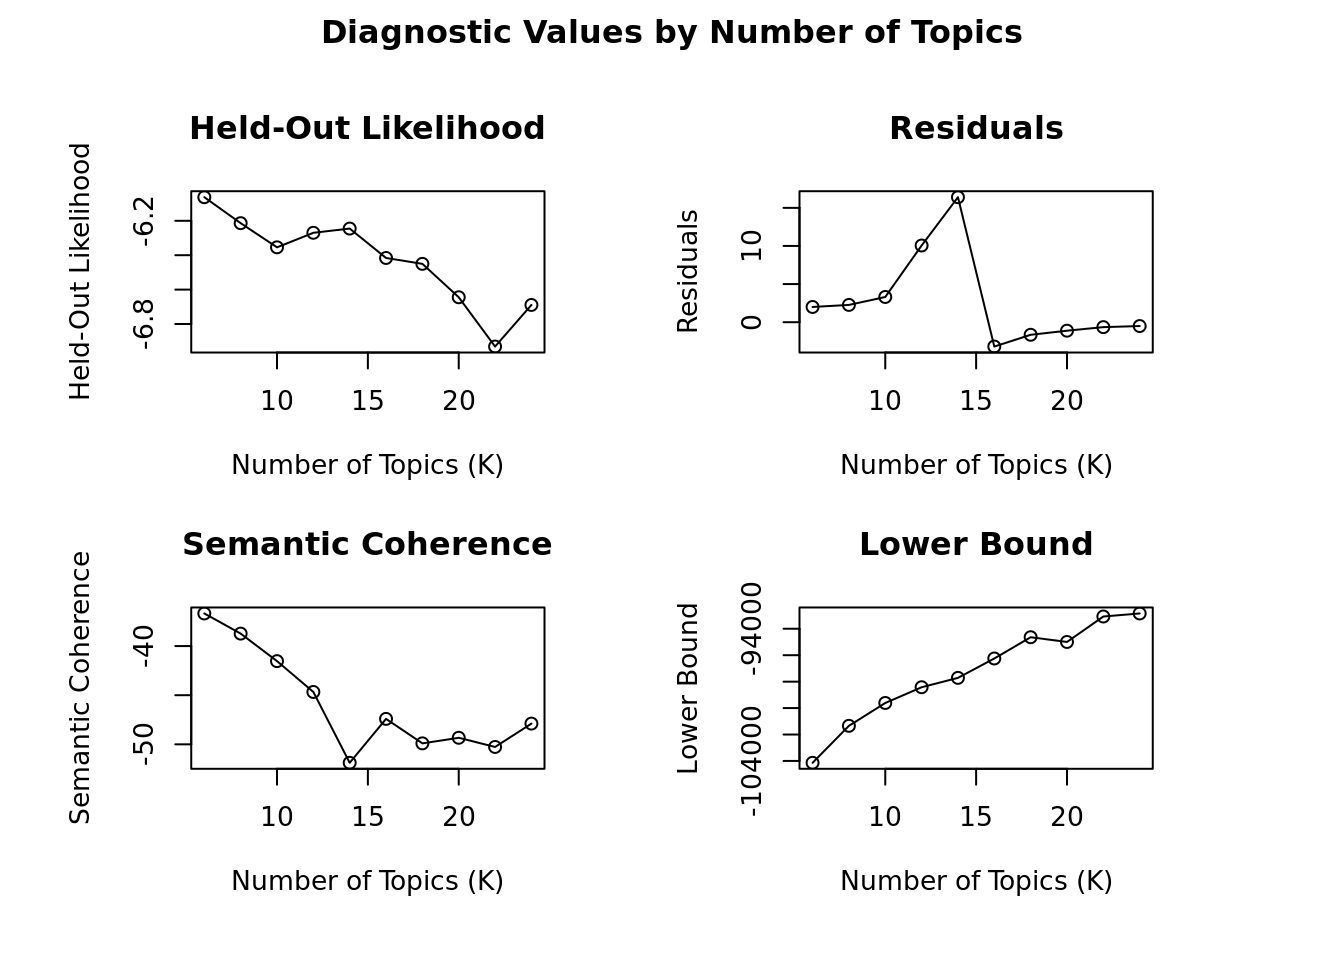 Diagnostic Values by Number of Topics
Held-Out Likelihood
Held-Out Likelihood
-6.2
-6.8
10 15 20
Number of Topics (K)
Residuals
Residuals
10
0
10 15 20
Number of Topics (K)
Semantic Coherence
Semantic Coherence
-40
-50
10 15 20
Number of Topics (K)
Lower Bound
Lower Bound
-94000
-104000
10 15 20
Number of Topics (K)